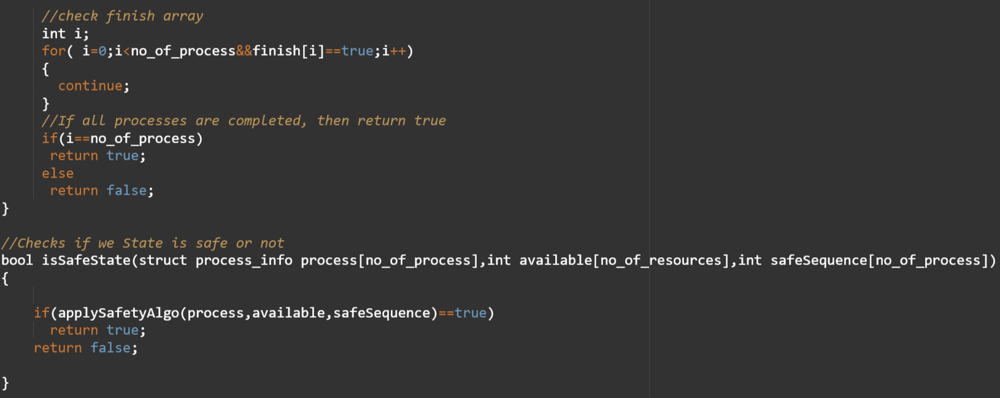 //check finish array
int i;
for( i=0;i<no_of_process&&finish[i]==true;i++)
{
continue;
}
//If all processes are completed, then return true
if(i==no_of_process)
return true;
else
return false;
}
//Checks if we State is safe or not
bool isSafeState(struct process_info process[no_of_process],int available[no_of_resources],int safeSequence[no_of_process])
{
if(applySafetyAlgo(process,available,safeSequence)==true)
return true;
return false;
}